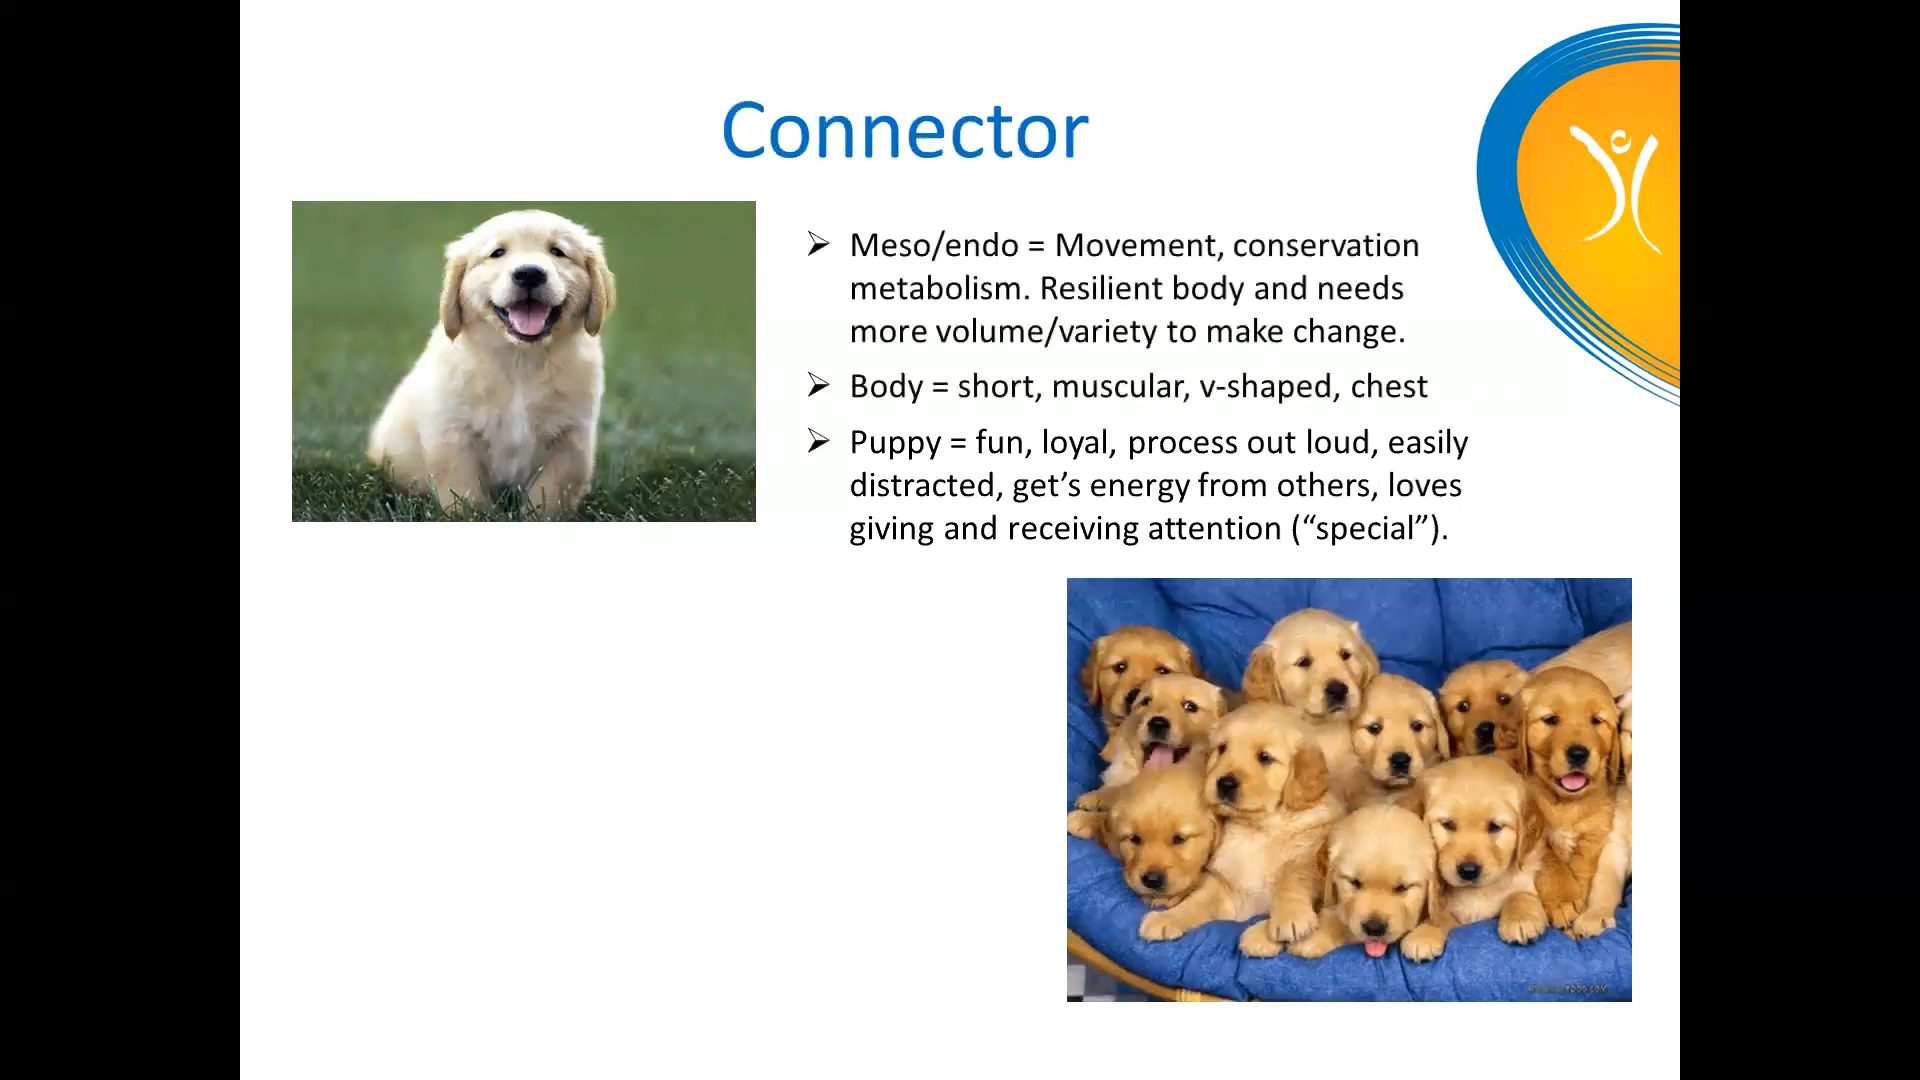 Connector
➢ Meso/endo = Movement, conservation
metabolism. Resilient body and needs
more volume/variety to make change.
➢ Body = short, muscular, v-shaped, chest
➢ Puppy = fun, loyal, process out loud, easily
distracted, get’s energy from others, loves
giving and receiving attention (“special”).